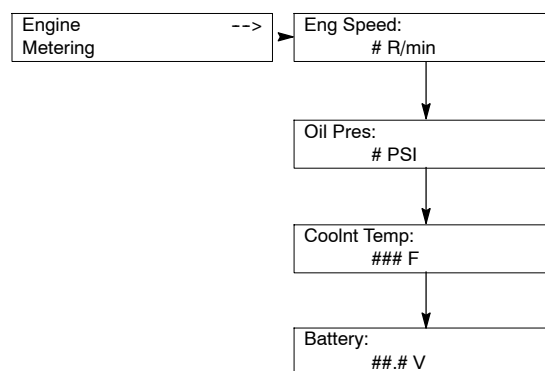 Engine -->
Metering
Eng Speed:
# R/min
Oil Pres:
# PSI
Coolnt Temp:
### F
Battery:
##.# V